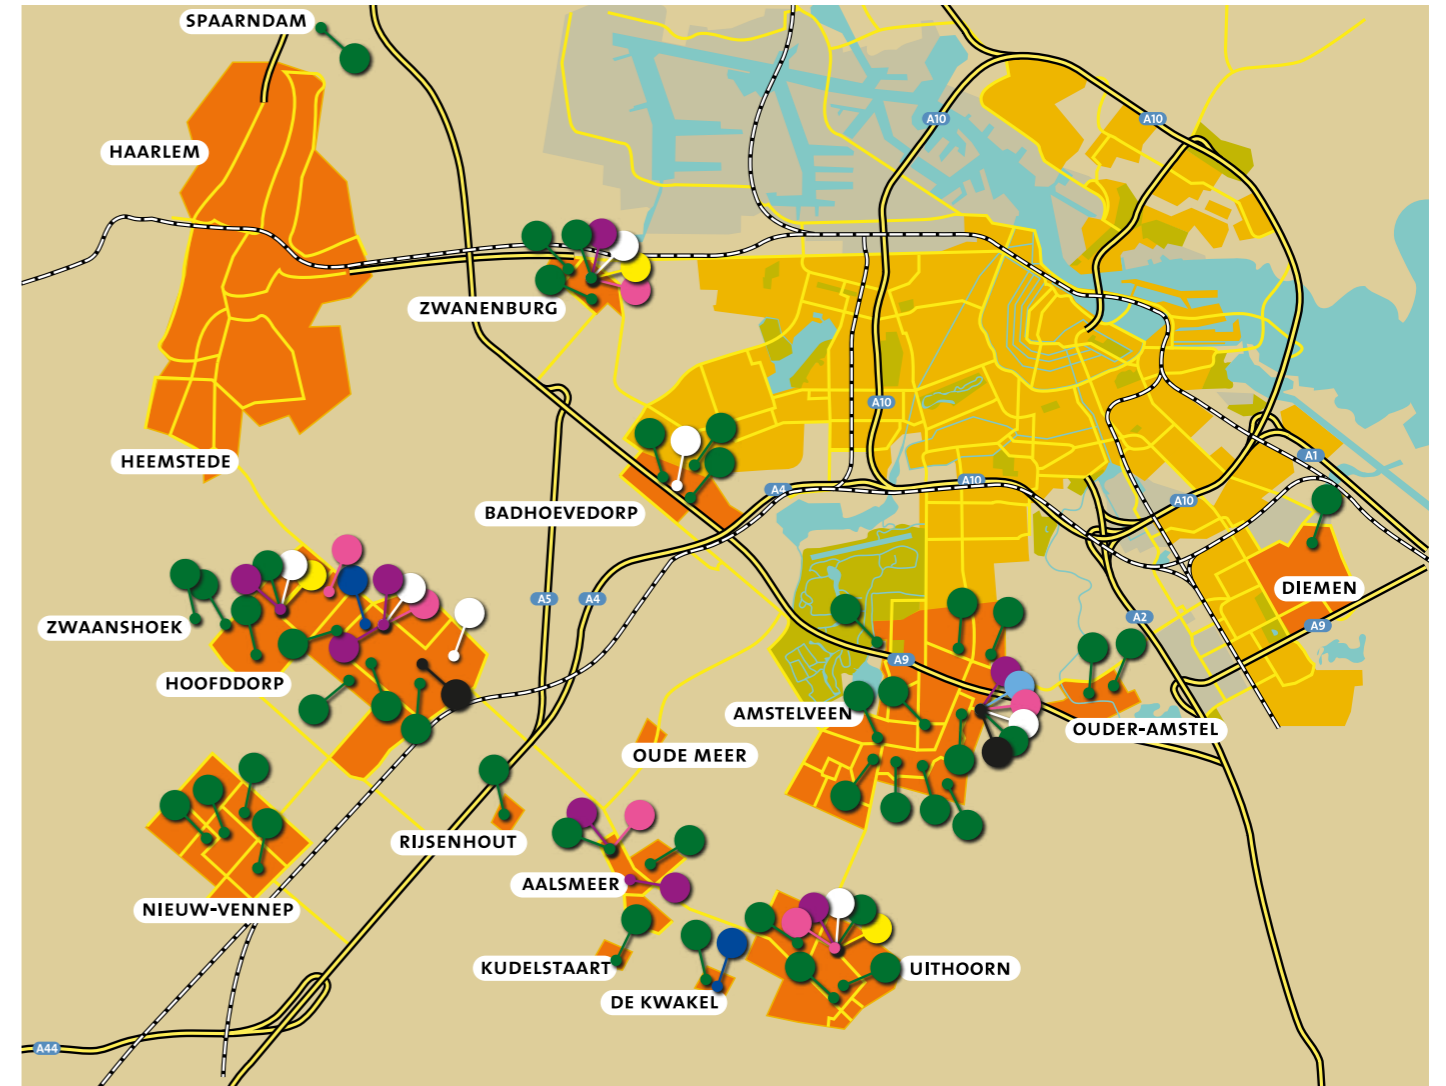 SPAARNDAM
HAARLEM
A10
A10
ZWANENBURG
A10
HEEMSTEDE
A1
A4
A10
A10
BADHOEVEDORP
DIEMEN
A5
A4
A2
A9
ZWAANSHOEK
A9
HOOFDDORP
AMSTELVEEN
OUDER-AMSTEL
OUDE MEER
RIJSENHOUT
AALSMEER
NIEUW-VENNEP
KUDELSTAART
UITHOORN
DE KWAKEL
A44